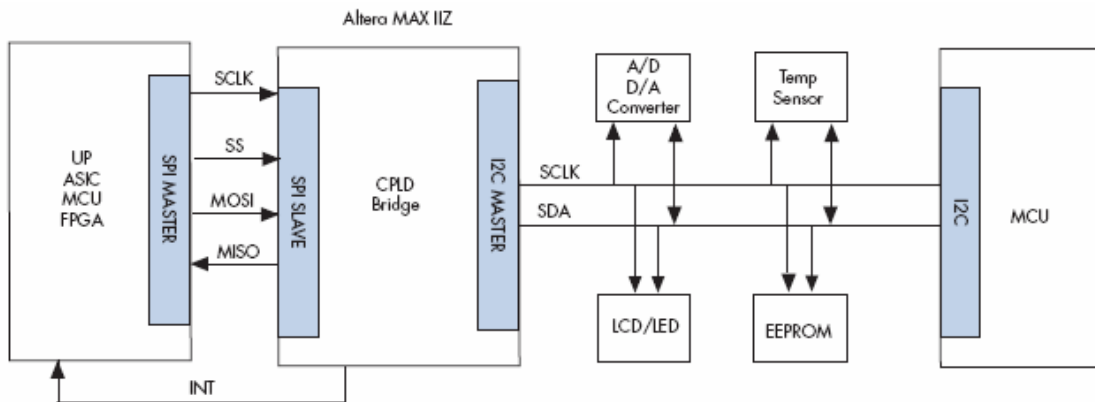 Altera MAX IIZ
UP
ASIC
MCU
FPGA
SPI MASTER
SCLK
SS
MOSI
MISO
INT
SPI SLAVE
CPLD
Bridge
I2C MASTER
SCLK
SDA
A/D
D/A
Converter
Temp
Sensor
LCD/LED
EEPROM
I2C
MCU